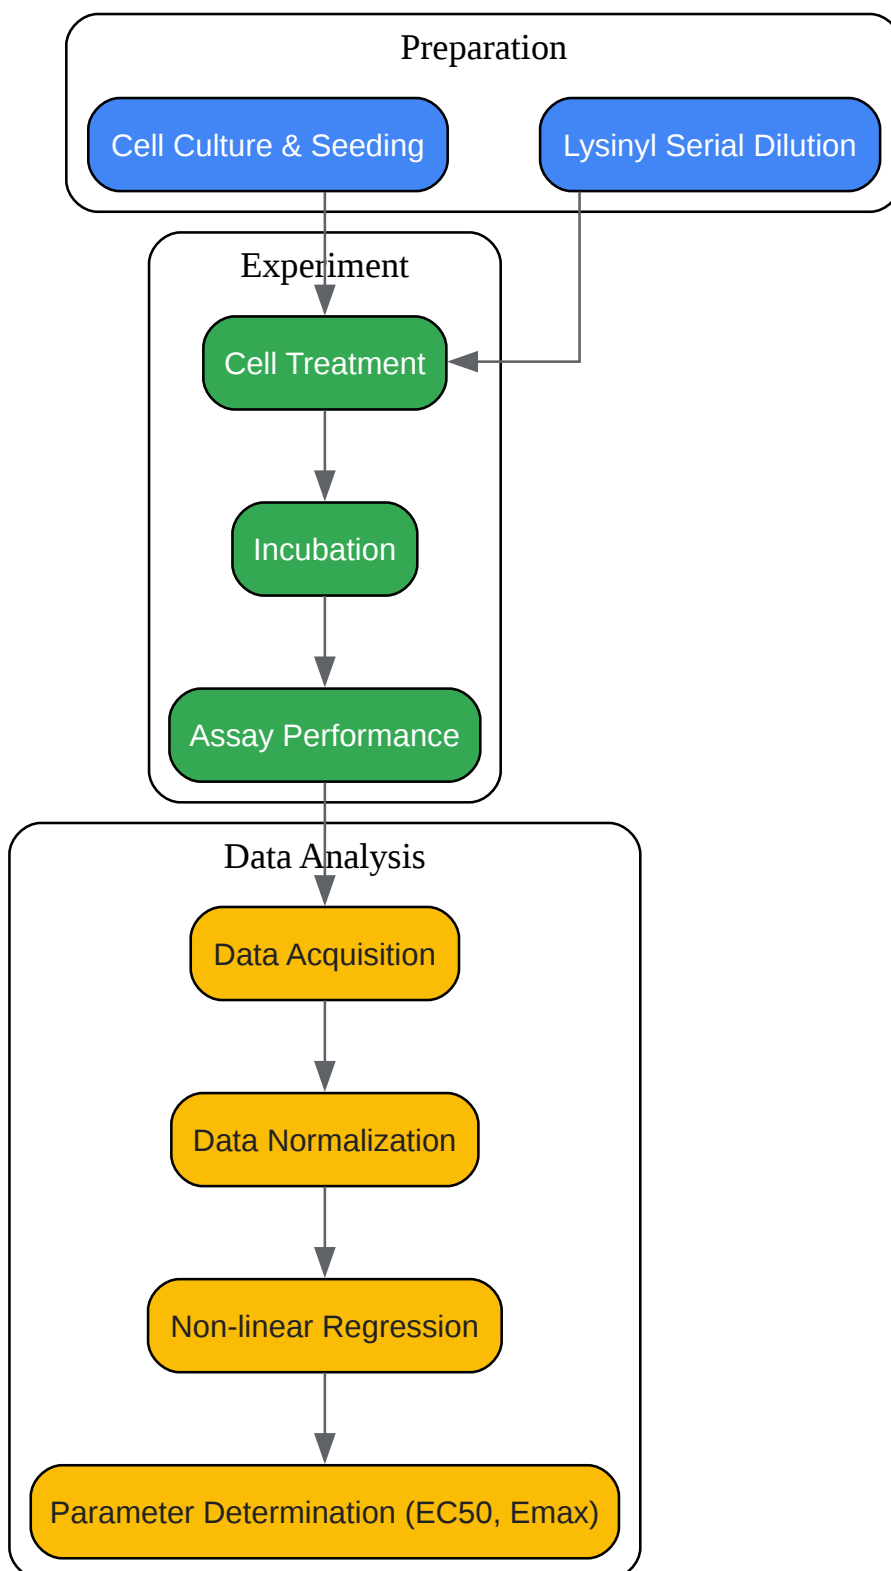 Preparation
Cell Culture & Seeding
Lysinyl Serial Dilution
Experiment
Cell Treatment
Incubation
Assay Performance
Data Analysis
Data Acquisition
Data Normalization
Non-linear Regression
Parameter Determination (EC50, Emax)